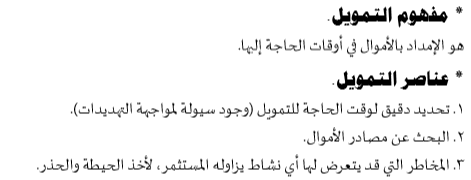 * مفهوم التمويل.
هو الإمداد بالأموال في أوقات الحاجة إليها.
* عناصر التمويل.
١. تحديد دقيق لوقت الحاجة للتمويل (وجود سيولة لمواجهة التهديدات).
٢. البحث عن مصادر الأموال.
٣. المخاطر التي قد يتعرض لها أي نشاط يزاوله المستثمر، لأخذ الحيطة والحذر.